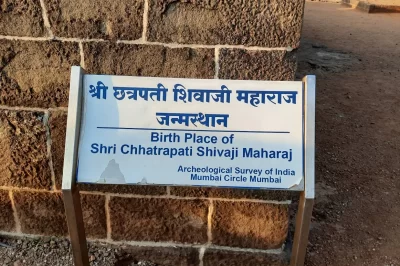 श्री छत्रपती शिवाजी महाराज
जन्मस्थान
Birth Place of
Shri Chhatrapati Shivaji Maharaj
Archeological Survey of India
Mumbai Circle Mumbai